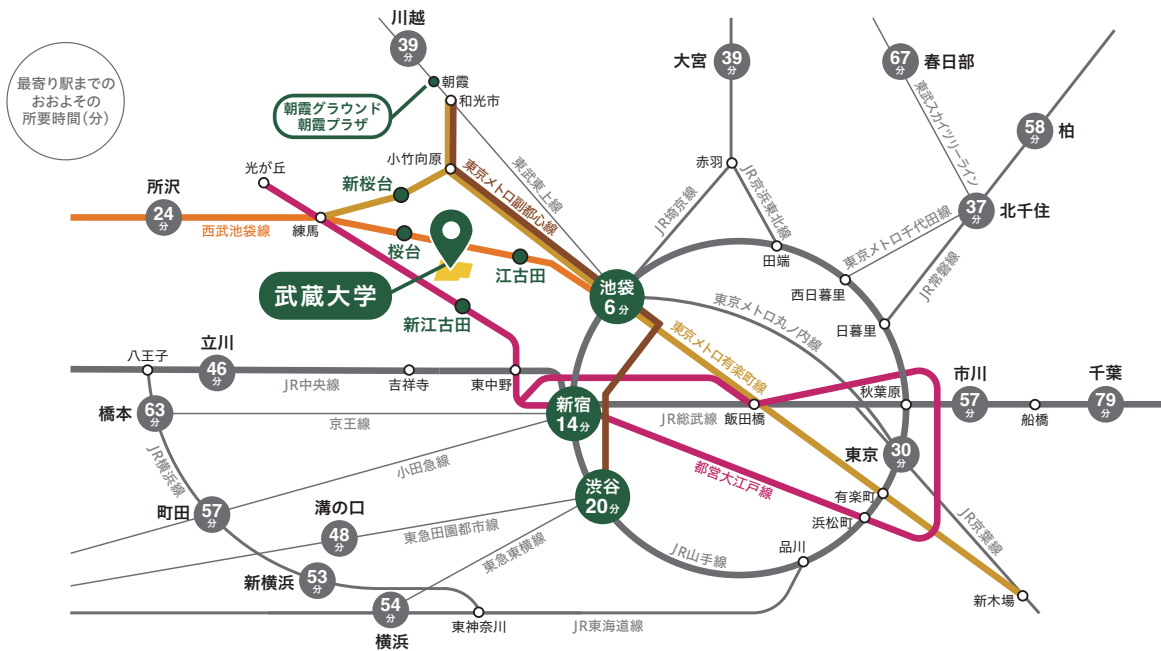 最寄り駅までの
おおよその
所要時間(分)
川越
39
分
朝霞
朝霞グラウンド
朝霞プラザ
和光市
大宮
39
分
67
分
春日部
東武スカイツリーライン
58
分
柏
光が丘
小竹向原
東京メトロ副都心線
東武東上線
赤羽
JR埼京線
JR京浜東北線
所沢
24
分
西武池袋線
練馬
新桜台
桜台
江古田
武蔵大学
新江古田
池袋
6分
田端
西日暮里
東京メトロ千代田線
37
分
北千住
JR常磐線
日暮里
東京メトロ丸ノ内線
東京メトロ有楽町線
八王子
立川
46
分
JR中央線
吉祥寺
東中野
新宿
14分
JR総武線
飯田橋
秋葉原
市川
57
分
船橋
千葉
79
分
橋本
63
分
京王線
JR横浜線
小田急線
都営大江戸線
東京
30
分
渋谷
20分
有楽町
浜松町
JR京葉線
町田
57
分
溝の口
48
分
東急田園都市線
東急東横線
JR山手線
品川
新横浜
53
分
54
分
横浜
東神奈川
JR東海道線
新木場